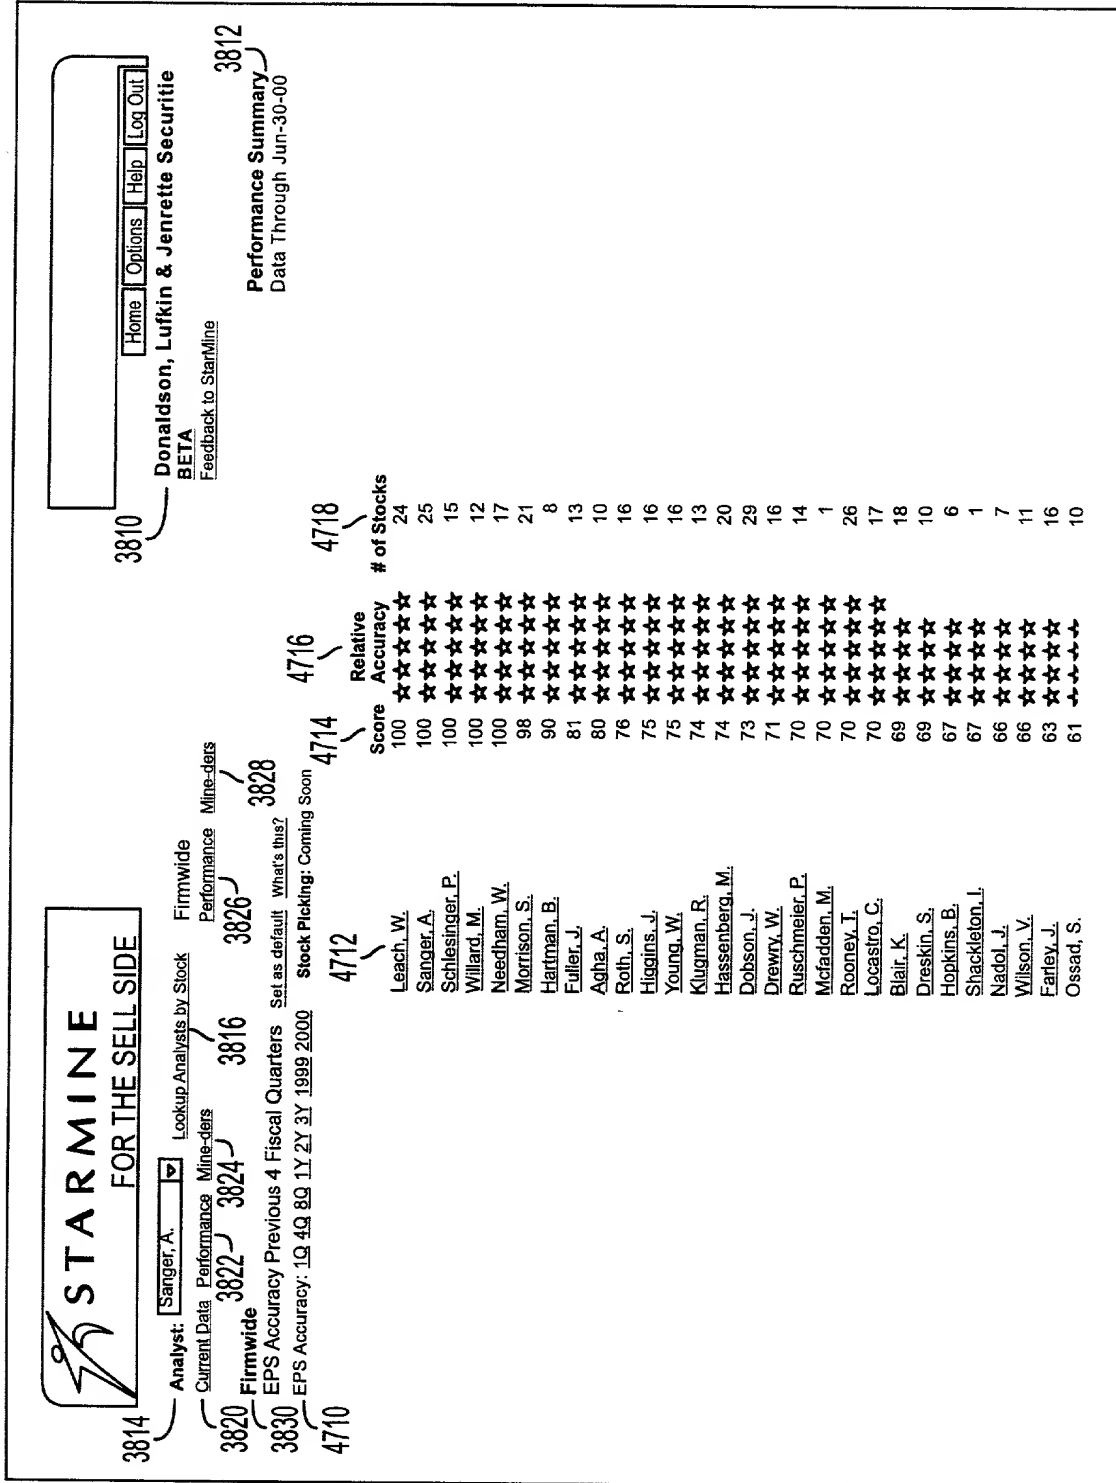 STARMINE
FOR THE SELL SIDE
Home Options Help Log Out
3810
Donaldson, Lufkin & Jenrette Securitie
BETA
Feedback to StarMine
3812
Performance Summary
Data Through Jun-30-00
3814
Analyst: Sanger, A. Lookup Analysts by Stock Firmwide
3816
Current Data Performance Mine-ders Performance Mine-ders
3820 3822 3824 3826 3828
Firmwide
3830
EPS Accuracy Previous 4 Fiscal Quarters Set as default What's this?
EPS Accuracy: 1Q 4Q 8Q 1Y 2Y 3Y 1999 2000 Stock Picking: Coming Soon
4710
4712 4714 4716 4718
Score Relative Accuracy # of Stocks
Leach, W. 100 ☆☆☆☆☆ 24
Sanger, A. 100 ☆☆☆☆☆ 25
Schlesinger, P. 100 ☆☆☆☆☆ 15
Willard, M. 100 ☆☆☆☆☆ 12
Needham, W. 100 ☆☆☆☆☆ 17
Morrison, S. 98 ☆☆☆☆☆ 21
Hartman, B. 90 ☆☆☆☆☆ 8
Fuller, J. 81 ☆☆☆☆☆ 13
Agha, A. 80 ☆☆☆☆☆ 10
Roth, S. 76 ☆☆☆☆☆ 16
Higgins, J. 75 ☆☆☆☆☆ 16
Young, W. 75 ☆☆☆☆☆ 16
Klugman, R. 74 ☆☆☆☆☆ 13
Hassenberg, M. 74 ☆☆☆☆☆ 20
Dobson, J. 73 ☆☆☆☆☆ 29
Drewry, W. 71 ☆☆☆☆☆ 16
Ruschmeier, P. 70 ☆☆☆☆☆ 14
Mcfadden, M. 70 ☆☆☆☆☆ 1
Rooney, T. 70 ☆☆☆☆☆ 26
Locastro, C. 70 ☆☆☆☆☆ 17
Blair, K. 69 ☆☆☆☆ 18
Dreskin, S. 69 ☆☆☆☆ 10
Hopkins, B. 67 ☆☆☆☆ 6
Shackleton, I. 67 ☆☆☆☆ 1
Nadol, J. 66 ☆☆☆☆ 7
Wilson, V. 66 ☆☆☆☆ 11
Farley, J. 63 ☆☆☆☆ 16
Ossad, S. 61 ☆☆☆☆ 10